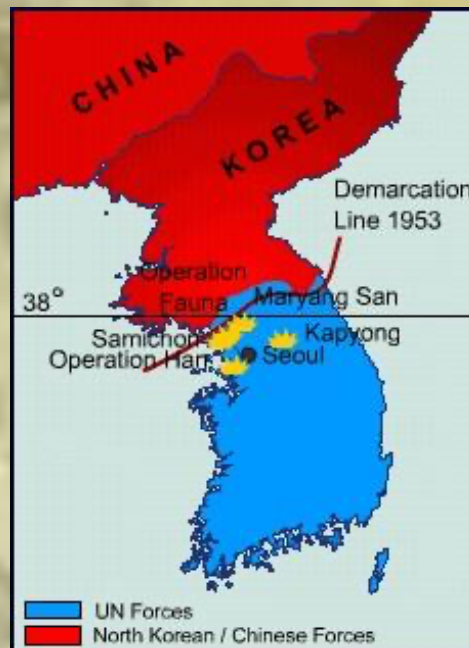 CHINA
KOREA
Demarcation
Line 1953
Operation
Fauna
Maryang San
38°
Samichon
Kapyong
Operation Han
Seoul
UN Forces
North Korean / Chinese Forces